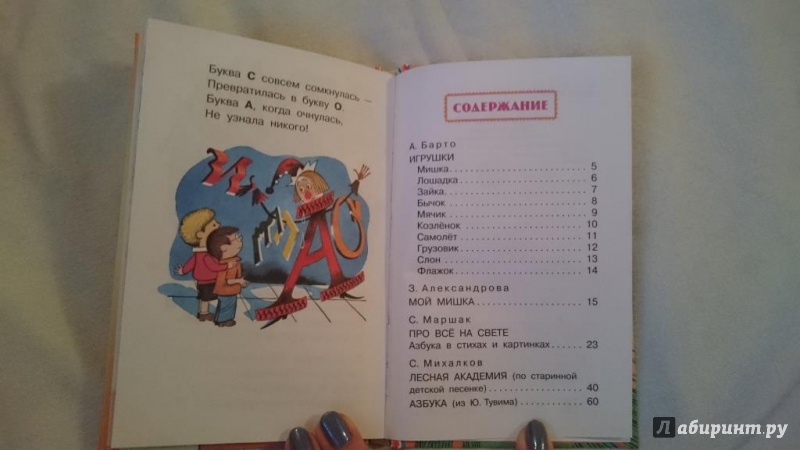 Буква С совсем сомкнулась —
Превратилась в букву О.
Буква А, когда очнулась,
Не узнала никого!
СОДЕРЖАНИЕ
А. Барто
ИГРУШКИ
Мишка 5
Лошадка 6
Зайка 7
Бычок 8
Мячик 9
Козлёнок 10
Самолёт 11
Грузовик 12
Слон 13
Флажок 14
З. Александрова
МОЙ МИШКА 15
С. Маршак
ПРО ВСЁ НА СВЕТЕ
Азбука в стихах и картинках 23
С. Михалков
ЛЕСНАЯ АКАДЕМИЯ (по старинной
детской песенке) 40
АЗБУКА (из Ю. Тувима) 60
Лабиринт.ру